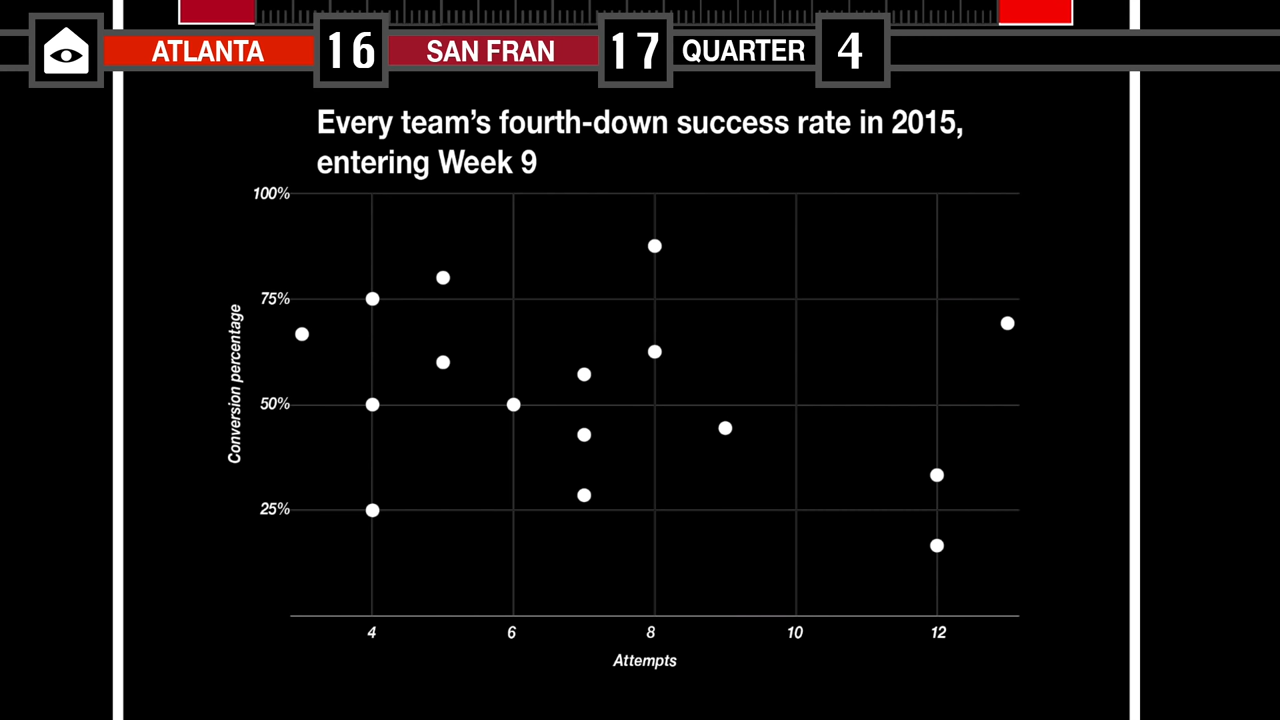 ATLANTA 16 SAN FRAN 17 QUARTER 4
Every team's fourth-down success rate in 2015,
entering Week 9
100%
75%
50%
25%
Conversion percentage
4 6 8 10 12
Attempts